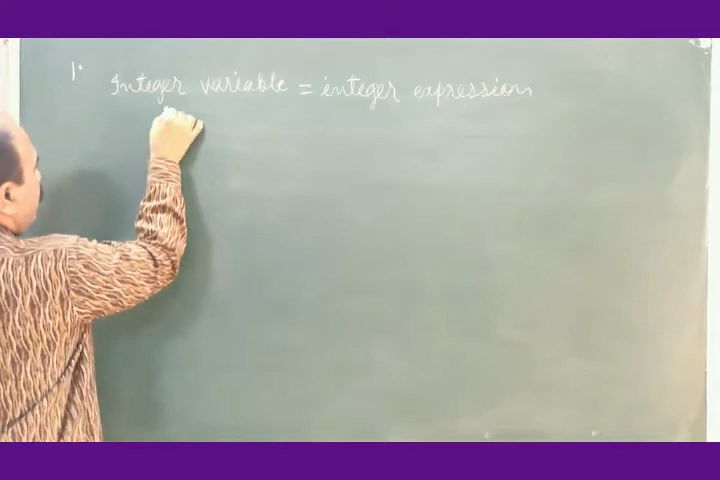 1. Integer variable = integer expression